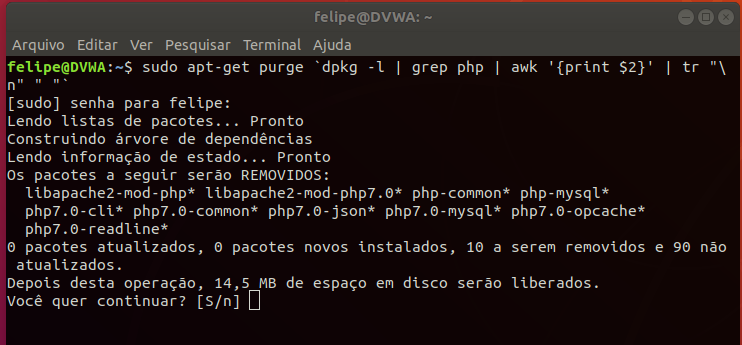 felipe@DVWA: ~
Arquivo Editar Ver Pesquisar Terminal Ajuda
felipe@DVWA:~$ sudo apt-get purge `dpkg -l | grep php | awk '{print $2}' | tr "\
n" " "`
[sudo] senha para felipe:
Lendo listas de pacotes... Pronto
Construindo árvore de dependências
Lendo informação de estado... Pronto
Os pacotes a seguir serão REMOVIDOS:
  libapache2-mod-php* libapache2-mod-php7.0* php-common* php-mysql*
  php7.0-cli* php7.0-common* php7.0-json* php7.0-mysql* php7.0-opcache*
  php7.0-readline*
0 pacotes atualizados, 0 pacotes novos instalados, 10 a serem removidos e 90 não
 atualizados.
Depois desta operação, 14,5 MB de espaço em disco serão liberados.
Você quer continuar? [S/n]